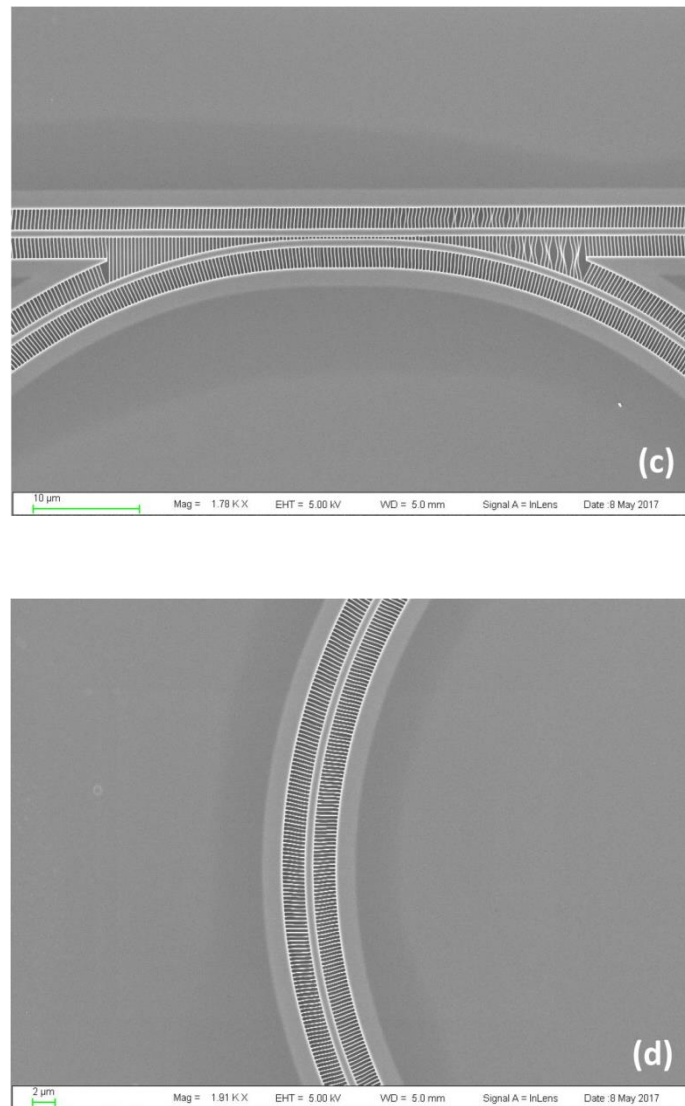 (c)
10 µm Mag = 1.78 K X EHT = 5.00 kV WD = 5.0 mm Signal A = InLens Date :8 May 2017
(d)
2 µm Mag = 1.91 K X EHT = 5.00 kV WD = 5.0 mm Signal A = InLens Date :8 May 2017